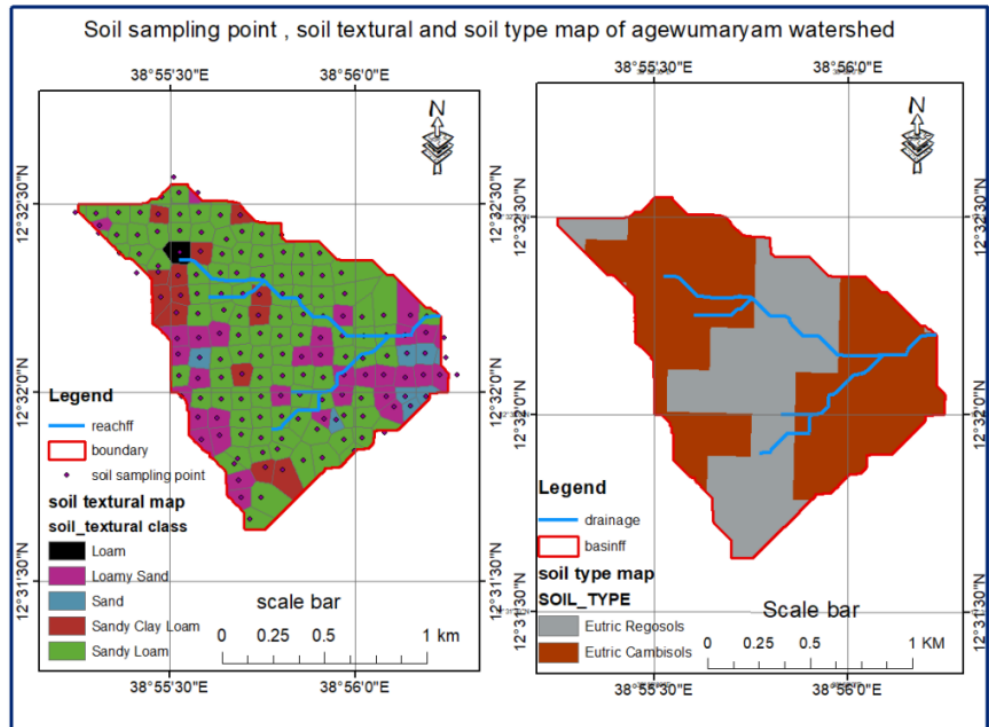 Soil sampling point , soil textural and soil type map of agewumaryam watershed
38°55'30"E
38°56'0"E
N
12°32'30"N
12°32'30"N
12°32'0"N
12°32'0"N
12°31'30"N
12°31'30"N
Legend
reachff
boundary
soil sampling point
soil textural map
soil_textural class
Loam
Loamy Sand
Sand
Sandy Clay Loam
Sandy Loam
scale bar
0 0.25 0.5 1 km
38°55'30"E
38°56'0"E
38°55'30"E
38°56'0"E
N
12°32'30"N
12°32'30"N
12°32'0"N
12°32'0"N
12°31'30"N
12°31'30"N
Legend
drainage
basinff
soil type map
SOIL_TYPE
Eutric Regosols
Eutric Cambisols
Scale bar
0 0.25 0.5 1 KM
38°55'30"E
38°56'0"E